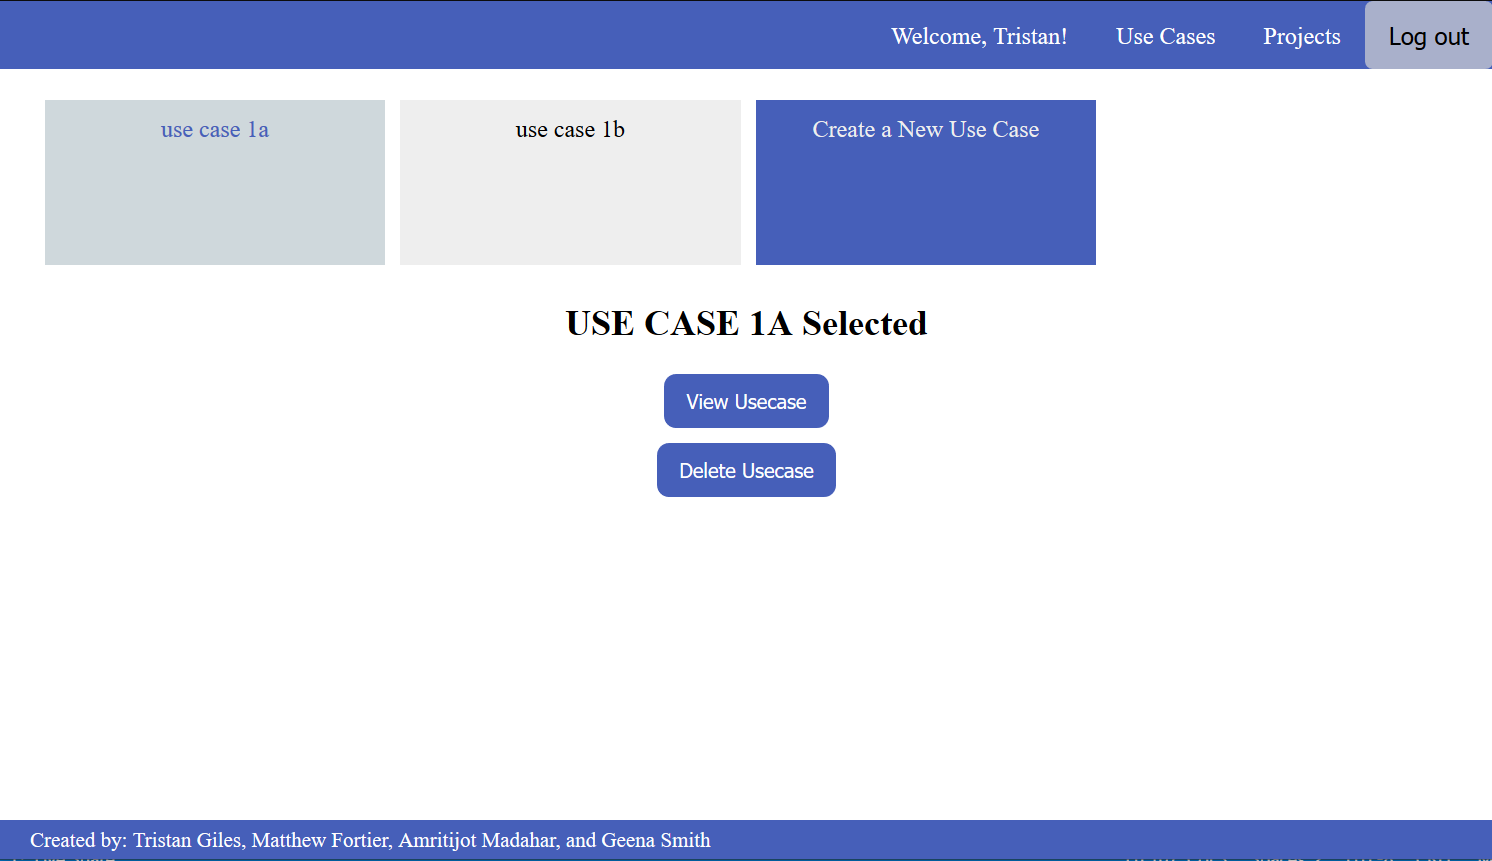 Welcome, Tristan! Use Cases Projects Log out
use case 1a use case 1b Create a New Use Case
USE CASE 1A Selected
View Usecase
Delete Usecase
Created by: Tristan Giles, Matthew Fortier, Amritijot Madahar, and Geena Smith